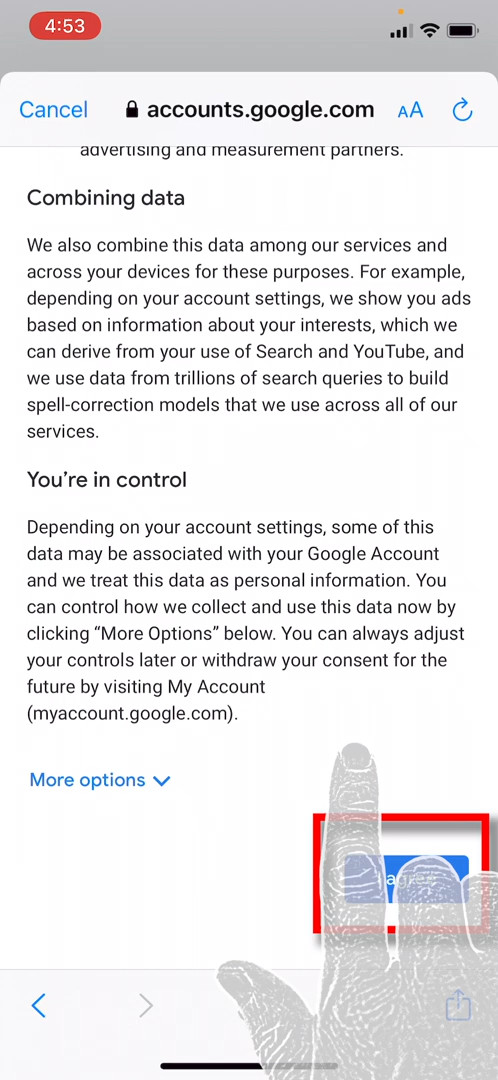 4:53
Cancel accounts.google.com AA
advertising and measurement partners.
Combining data
We also combine this data among our services and
across your devices for these purposes. For example,
depending on your account settings, we show you ads
based on information about your interests, which we
can derive from your use of Search and YouTube, and
we use data from trillions of search queries to build
spell-correction models that we use across all of our
services.
You’re in control
Depending on your account settings, some of this
data may be associated with your Google Account
and we treat this data as personal information. You
can control how we collect and use this data now by
clicking “More Options” below. You can always adjust
your controls later or withdraw your consent for the
future by visiting My Account
(myaccount.google.com).
More options